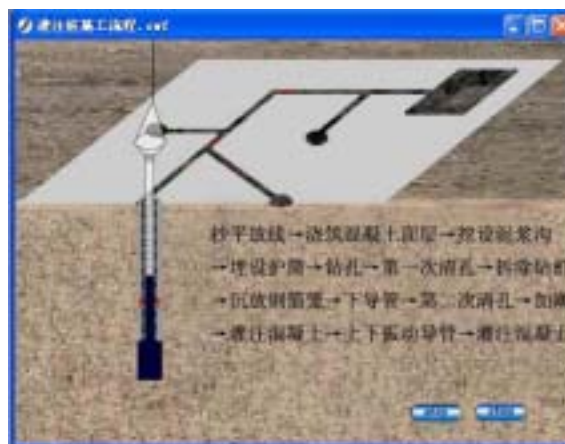 灌注桩施工流程.swf
抄平放线→浇筑混凝土面层→挖设泥浆沟
→埋设护筒→钻孔→第一次清孔→拆除钻机
→沉放钢筋笼→下导管→第二次清孔→加
→灌注混凝土→上下振动导管→灌注混凝土